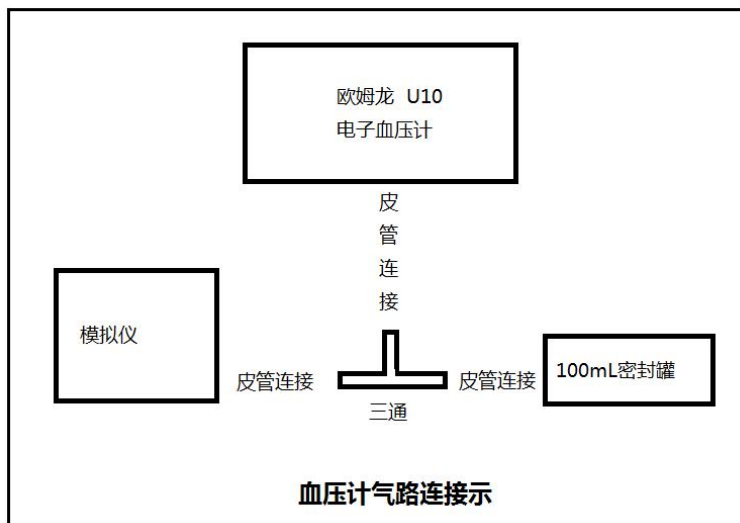 欧姆龙 U10
电子血压计
皮
管
连
接
模拟仪
皮管连接
皮管连接
100mL密封罐
三通
血压计气路连接示